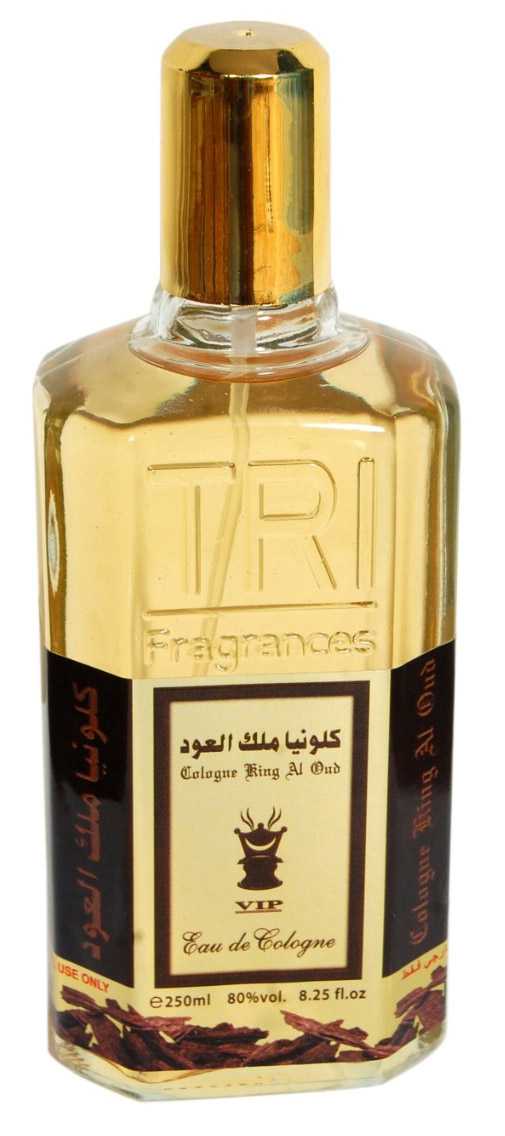 TRI
Fragrances
كلونيا ملك العود
Cologne King Al Oud
VIP
Eau de Cologne
e250ml 80%vol. 8.25 fl.oz
كلونيا ملك العود
USE ONLY
Cologne King Al Oud
فقط